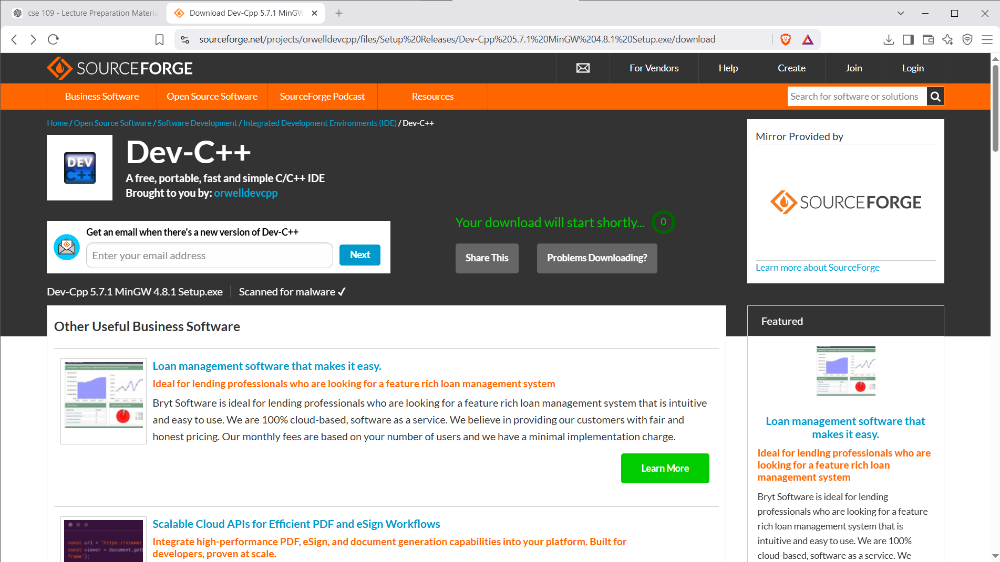 cse 109 - Lecture Preparation Materia
Download Dev-Cpp 5.7.1 MinGW
sourceforge.net/projects/orwelldevcpp/files/Setup%20Releases/Dev-Cpp%205.7.1%20MinGW%204.8.1%20Setup.exe/download
SOURCEFORGE
For Vendors
Help
Create
Join
Login
Business Software
Open Source Software
SourceForge Podcast
Resources
Search for software or solutions
Home / Open Source Software / Software Development / Integrated Development Environments (IDE) / Dev-C++
DEV
C++
Dev-C++
A free, portable, fast and simple C/C++ IDE
Brought to you by: orwelldevcpp
Get an email when there's a new version of Dev-C++
Enter your email address
Next
Your download will start shortly... 0
Share This
Problems Downloading?
Dev-Cpp 5.7.1 MinGW 4.8.1 Setup.exe
Scanned for malware ✓
Mirror Provided by
SOURCEFORGE
Learn more about SourceForge
Other Useful Business Software
Loan management software that makes it easy.
Ideal for lending professionals who are looking for a feature rich loan management system
Bryt Software is ideal for lending professionals who are looking for a feature rich loan management system that is intuitive
and easy to use. We are 100% cloud-based, software as a service. We believe in providing our customers with fair and
honest pricing. Our monthly fees are based on your number of users and we have a minimal implementation charge.
Learn More
const url = "https://viewer
const viewer = document.getH
frame");
Scalable Cloud APIs for Efficient PDF and eSign Workflows
Integrate high-performance PDF, eSign, and document generation capabilities into your platform. Built for
developers, proven at scale.
Featured
Loan management software that
makes it easy.
Ideal for lending professionals who are
looking for a feature rich loan
management system
Bryt Software is ideal for lending
professionals who are looking for a feature
rich loan management system that is
intuitive and easy to use. We are 100%
cloud-based, software as a service. We